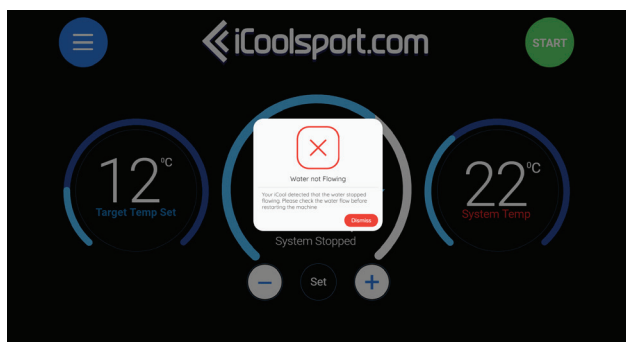 iCoolsport.com
START
12°C
Target Temp Set
Water not Flowing
Your iCool detected that the water stopped
flowing. Please check the water flow before
restarting the machine
Dismiss
System Stopped
22°C
System Temp
Set